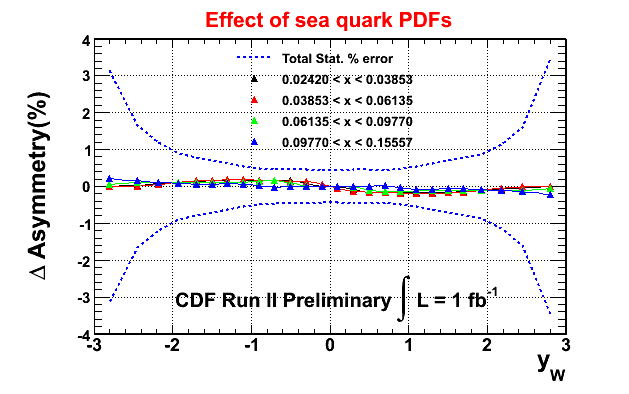 Effect of sea quark PDFs
Δ Asymmetry(%)
4
3
2
1
0
-1
-2
-3
-4
Total Stat. % error
0.02420 < x < 0.03853
0.03853 < x < 0.06135
0.06135 < x < 0.09770
0.09770 < x < 0.15557
CDF Run II Preliminary ∫ L = 1 fb⁻¹
-3 -2 -1 0 1 2 3
y_W